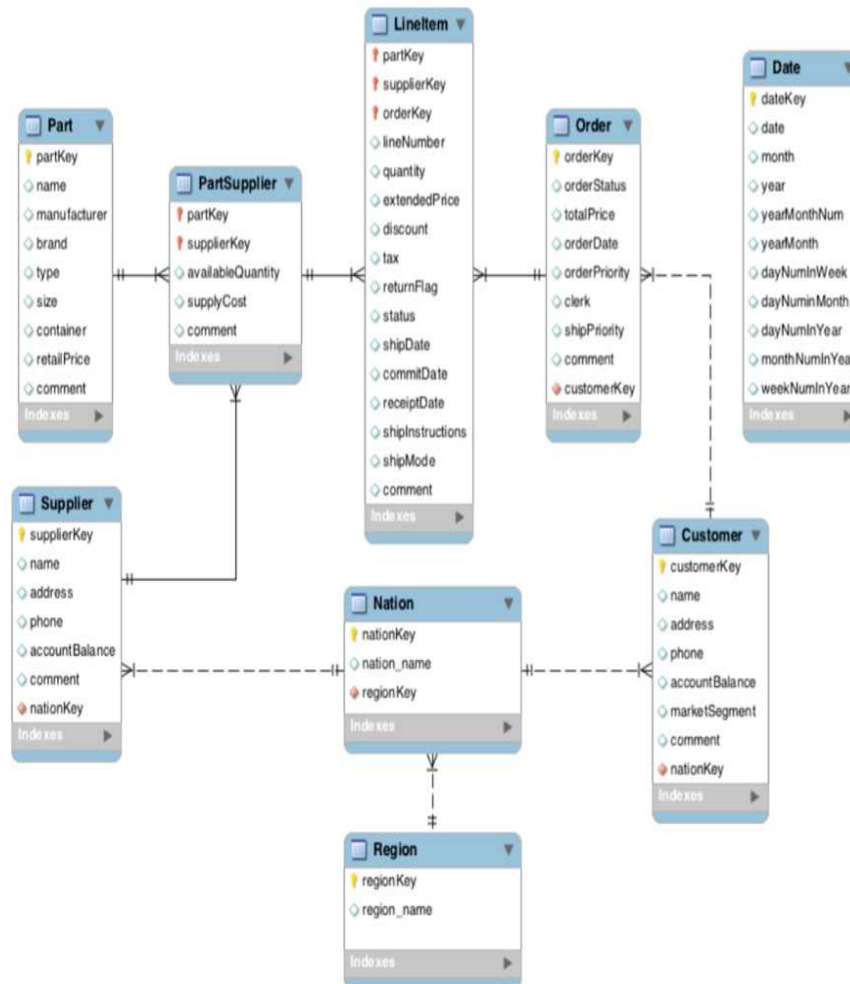 LineItem
partKey
supplierKey
orderKey
lineNumber
quantity
extendedPrice
discount
tax
returnFlag
status
shipDate
commitDate
receiptDate
shipInstructions
shipMode
comment
Indexes
Date
dateKey
date
month
year
yearMonthNum
yearMonth
dayNumInWeek
dayNuminMonth
dayNumInYear
monthNumInYea
weekNumInYear
Indexes
Part
partKey
name
manufacturer
brand
type
size
container
retailPrice
comment
Indexes
PartSupplier
partKey
supplierKey
availableQuantity
supplyCost
comment
Indexes
Order
orderKey
orderStatus
totalPrice
orderDate
orderPriority
clerk
shipPriority
comment
customerKey
Indexes
Supplier
supplierKey
name
address
phone
accountBalance
comment
nationKey
Indexes
Nation
nationKey
nation_name
regionKey
Indexes
Customer
customerKey
name
address
phone
accountBalance
marketSegment
comment
nationKey
Indexes
Region
regionKey
region_name
Indexes